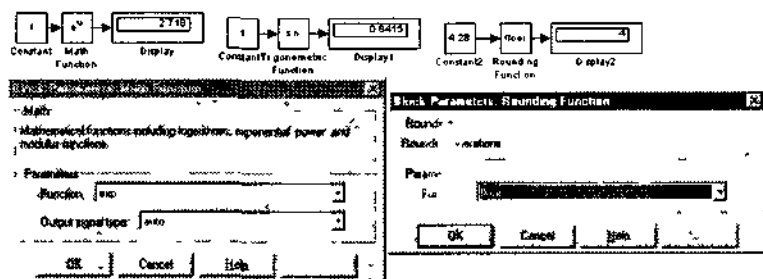 1
e^u
2.718
Constant
Math
Function
Display
1
sin
0.8415
Constant1
Trigonometric
Function
Display1
4.28
floor
4
Constant2
Rounding
Function
Display2
Math
Mathematical functions including logarithmic, exponential, power, and
modulus functions.
Parameters
Function: exp
Output signal type: auto
OK
Cancel
Help
Block Parameters: Rounding Function
OK
Cancel
Help